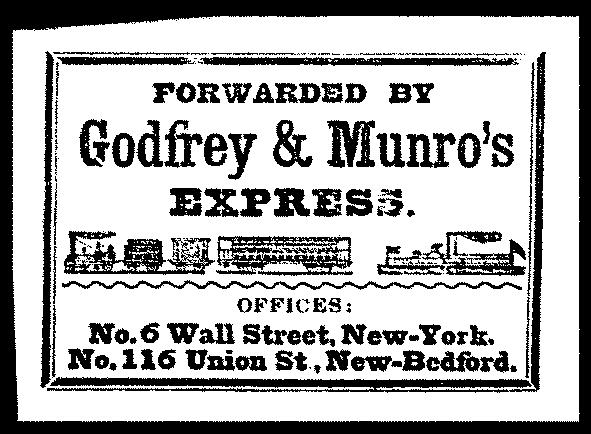 FORWARDED BY
Godfrey & Munro's
EXPRESS.
OFFICES:
No. 6 Wall Street, New-York.
No. 116 Union St., New-Bedford.